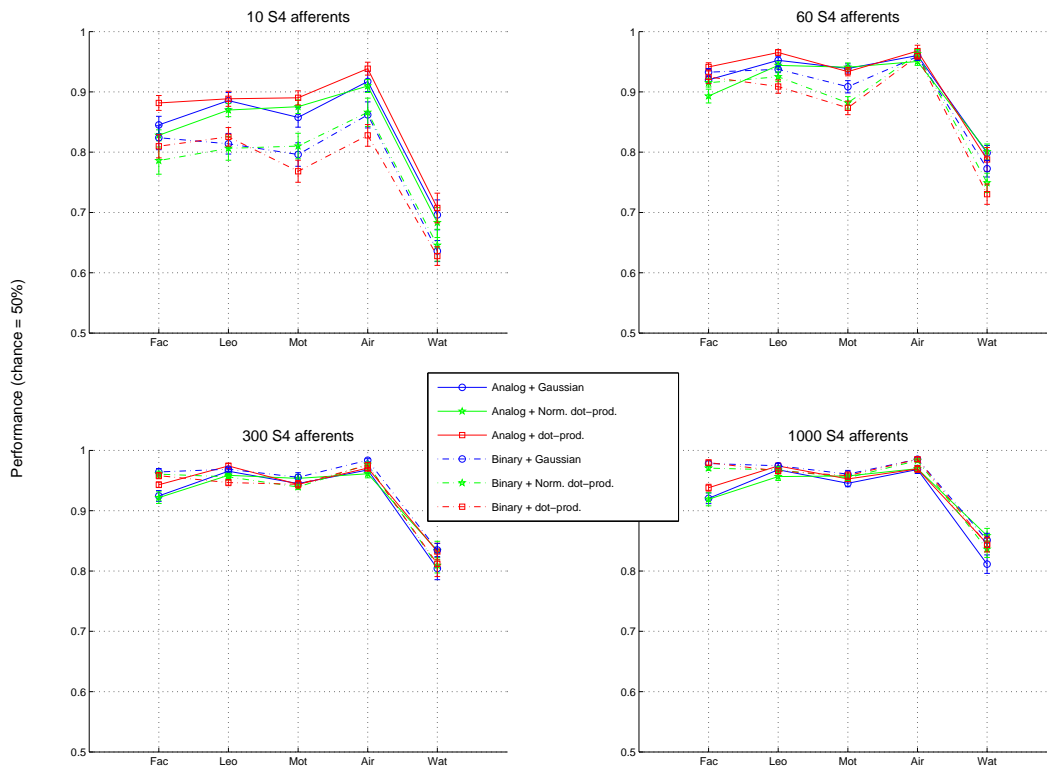 10 S4 afferents
60 S4 afferents
1
0.9
0.8
0.7
0.6
0.5
Fac Leo Mot Air Wat
1
0.9
0.8
0.7
0.6
0.5
Fac Leo Mot Air Wat
Performance (chance = 50%)
Analog + Gaussian
Analog + Norm. dot-prod.
Analog + dot-prod.
Binary + Gaussian
Binary + Norm. dot-prod.
Binary + dot-prod.
300 S4 afferents
1000 S4 afferents
1
0.9
0.8
0.7
0.6
0.5
Fac Leo Mot Air Wat
1
0.9
0.8
0.7
0.6
0.5
Fac Leo Mot Air Wat